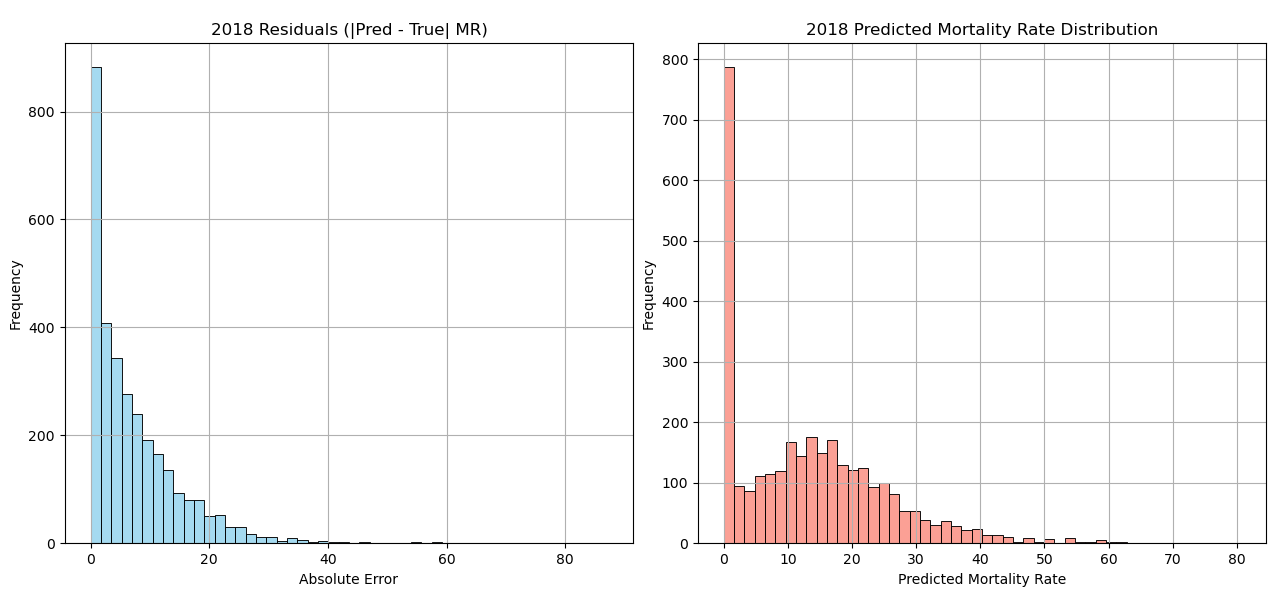 2018 Residuals (|Pred - True| MR)
Frequency
800
600
400
200
0
0 20 40 60 80
Absolute Error
2018 Predicted Mortality Rate Distribution
Frequency
800
700
600
500
400
300
200
100
0
0 10 20 30 40 50 60 70 80
Predicted Mortality Rate